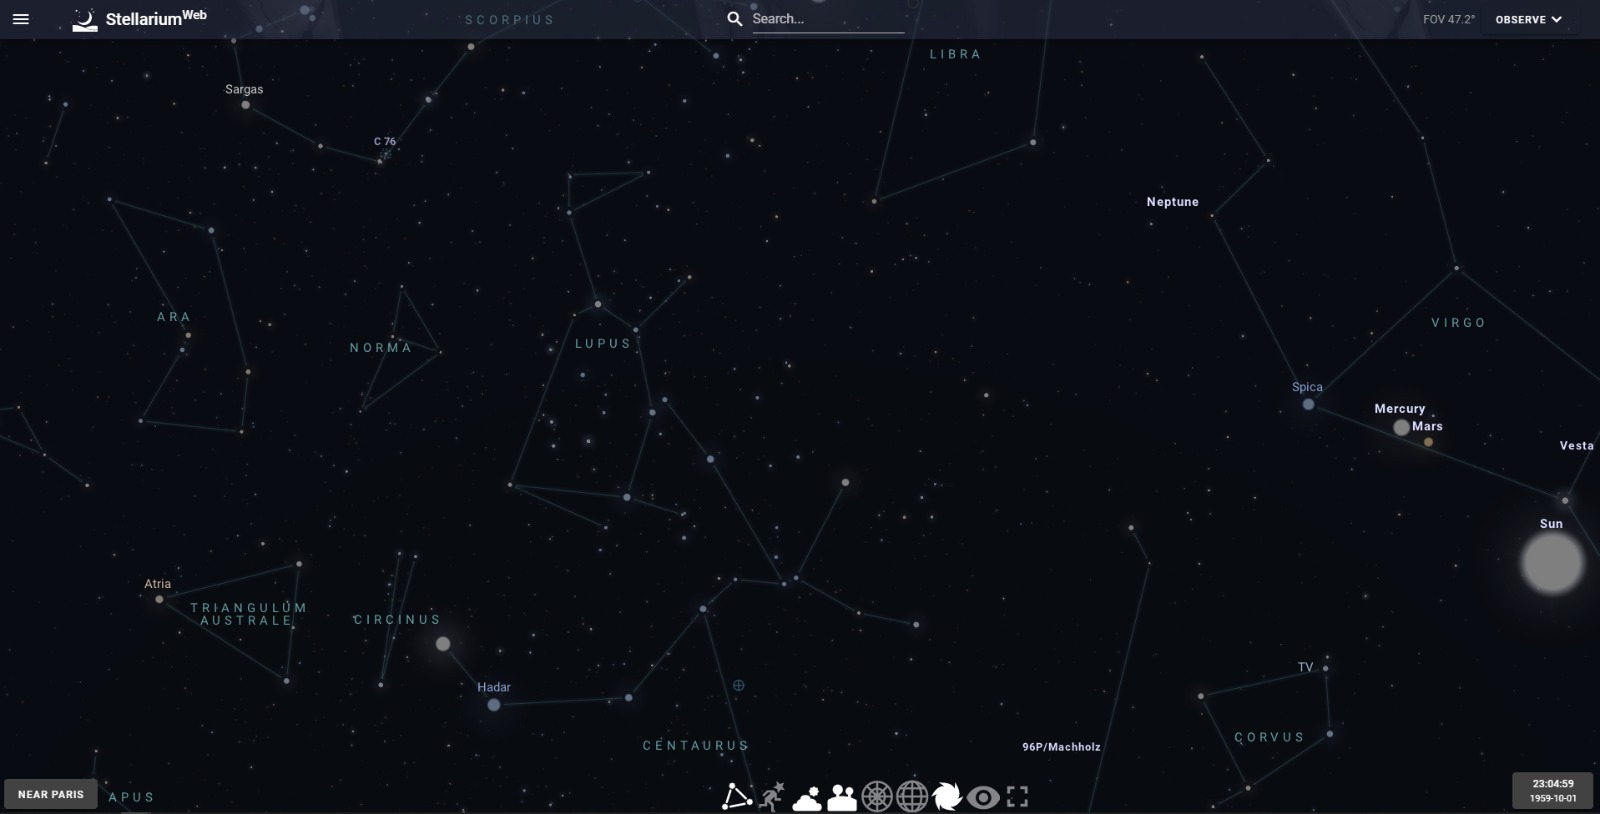 StellariumWeb
SCORPIUS
Search...
FOV 47.2°
OBSERVE
LIBRA
Sargas
C 76
Neptune
ARA
NORMA
LUPUS
VIRGO
Spica
Mercury
Mars
Vesta
Sun
Atria
TRIANGULUM
AUSTRALE
CIRCINUS
TV
Hadar
CENTAURUS
96P/Machholz
CORVUS
NEAR PARIS
APUS
23:04:59
1959-10-01